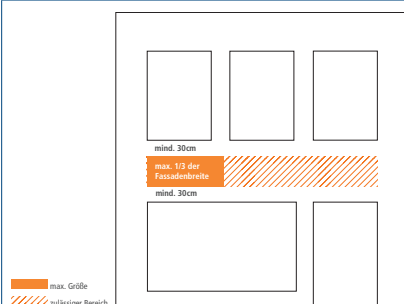 mind. 30cm
max. 1/3 der
Fassadenbreite
mind. 30cm
max. Größe
zulässiger Bereich